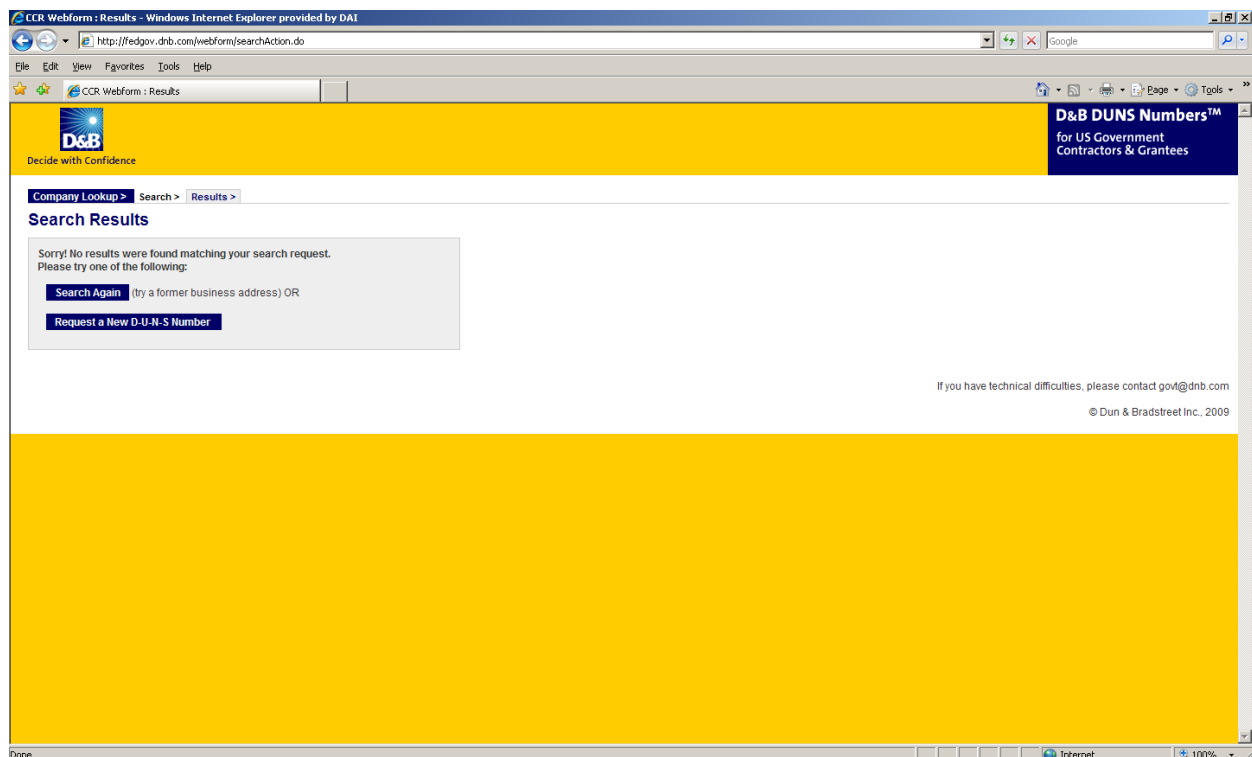 CCR Webform : Results - Windows Internet Explorer provided by DAI
http://fedgov.dnb.com/webform/searchAction.do
Google
File Edit View Favorites Tools Help
CCR Webform : Results
Page Tools »
D&B
Decide with Confidence
D&B DUNS Numbers™
for US Government
Contractors & Grantees
Company Lookup > Search > Results >
Search Results
Sorry! No results were found matching your search request.
Please try one of the following:
Search Again (try a former business address) OR
Request a New D-U-N-S Number
If you have technical difficulties, please contact govt@dnb.com
© Dun & Bradstreet Inc., 2009
Done Internet 100%